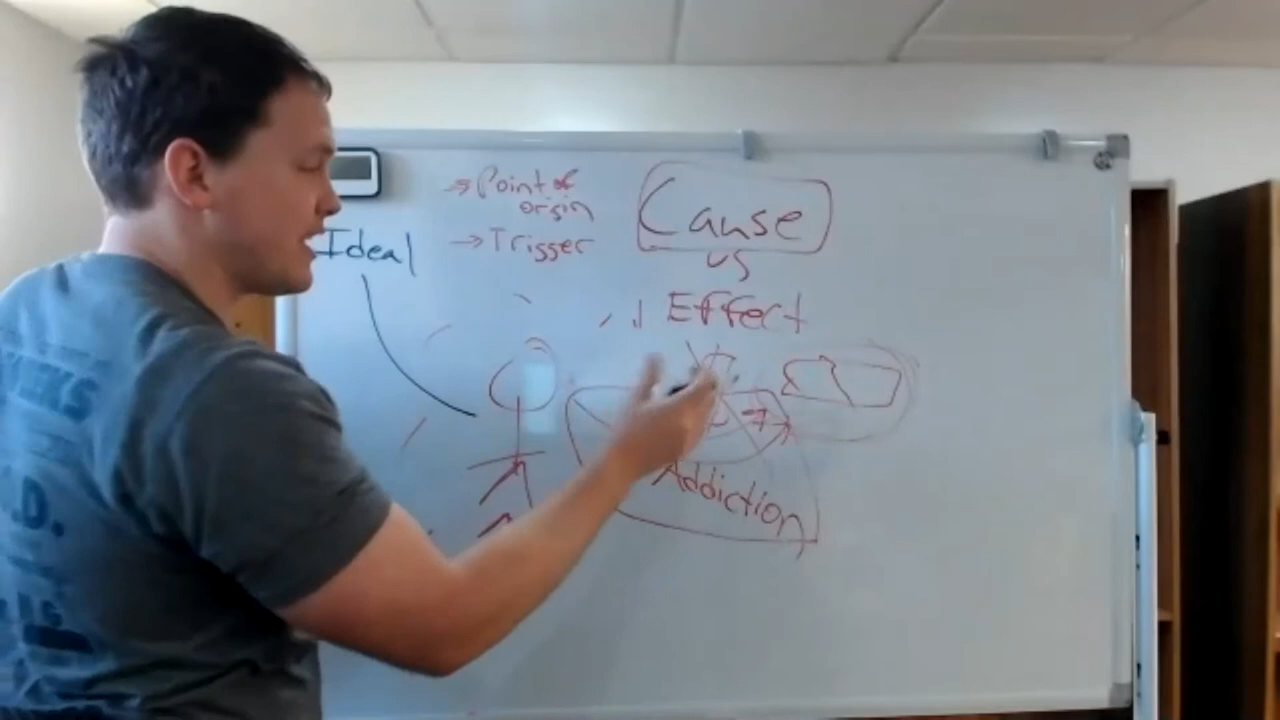 → Point of
origin
→ Trigger
Cause
vs
Effect
Ideal
Addiction